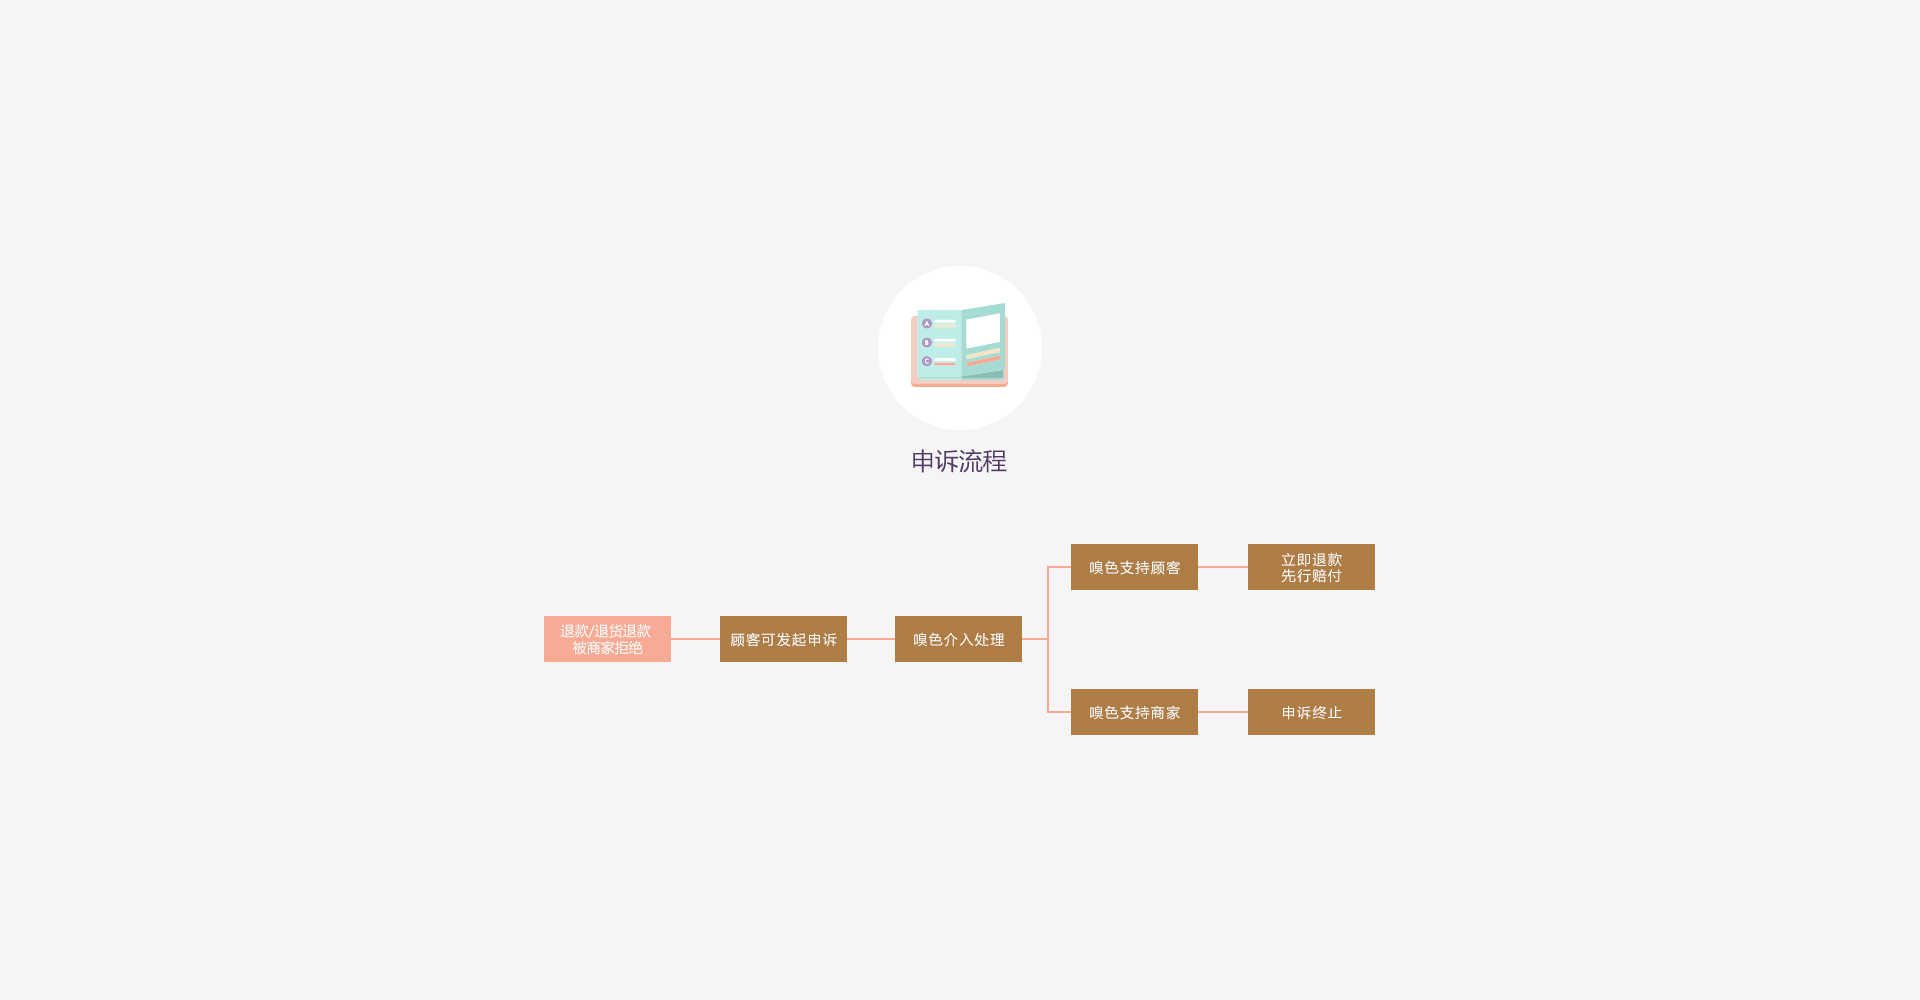 A
B
C
申诉流程
退款/退货退款
被商家拒绝
顾客可发起申诉
嗅色介入处理
嗅色支持顾客
立即退款
先行赔付
嗅色支持商家
申诉终止